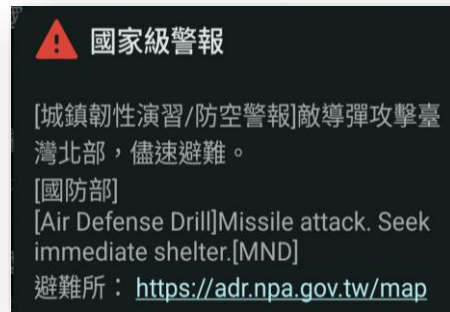 國家級警報
[城鎮韌性演習/防空警報]敵導彈攻擊臺
灣北部，儘速避難。
[國防部]
[Air Defense Drill]Missile attack. Seek
immediate shelter.[MND]
避難所： https://adr.npa.gov.tw/map